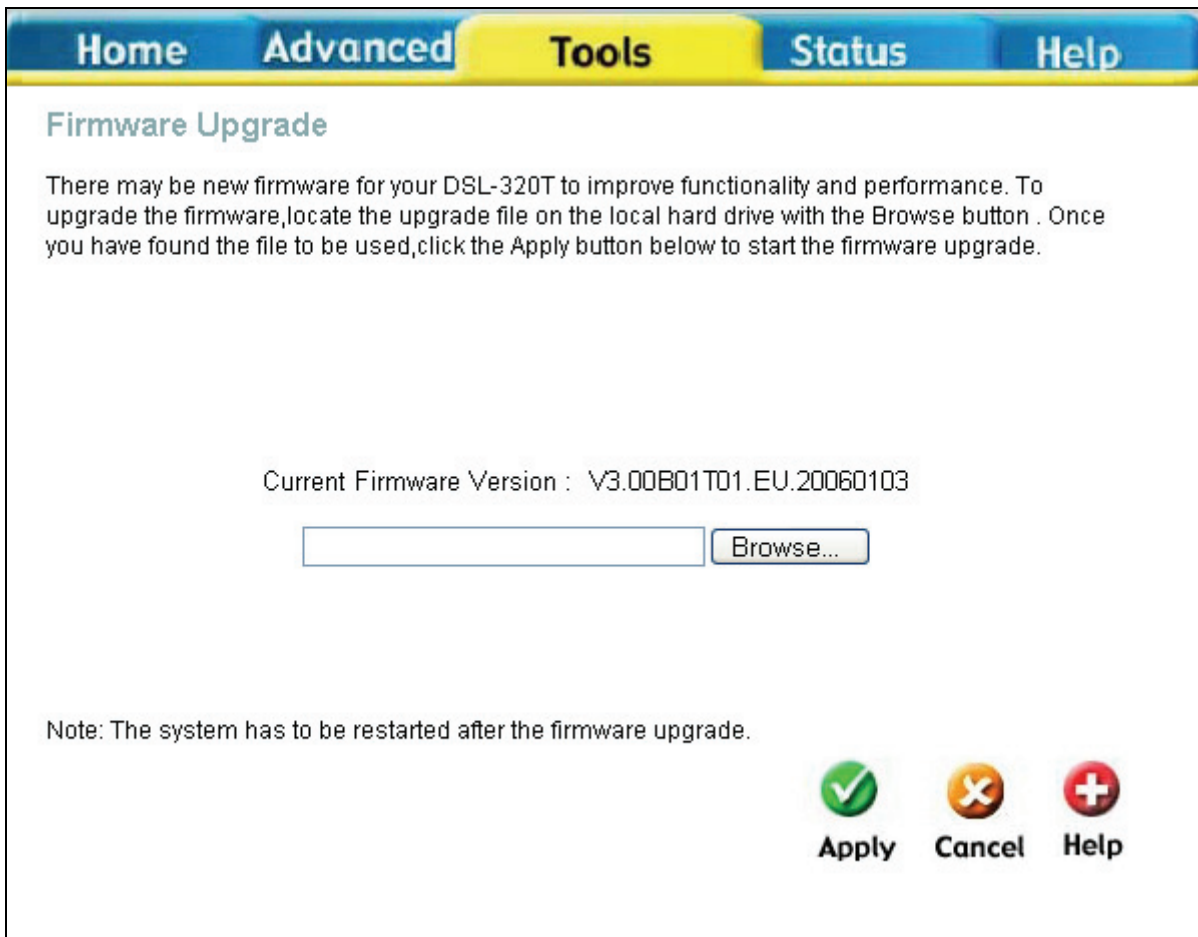 Home Advanced Tools Status Help
Firmware Upgrade
There may be new firmware for your DSL-320T to improve functionality and performance. To
upgrade the firmware,locate the upgrade file on the local hard drive with the Browse button . Once
you have found the file to be used,click the Apply button below to start the firmware upgrade.
Current Firmware Version : V3.00B01T01.EU.20060103
Browse...
Note: The system has to be restarted after the firmware upgrade.
Apply Cancel Help